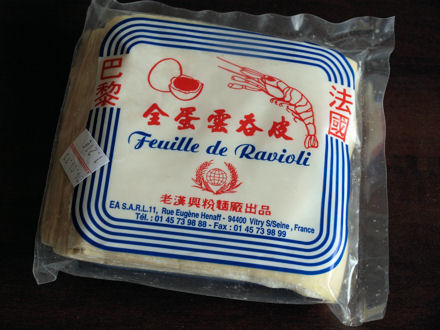 巴黎
法國
全蛋雲吞皮
Feuille de Ravioli
老漢興粉麵廠出品
EA S.A.R.L.11, Rue Eugène Henaff - 94400 Vitry S/Seine, France
Tél. : 01 45 73 98 88 - Fax : 01 45 73 98 99